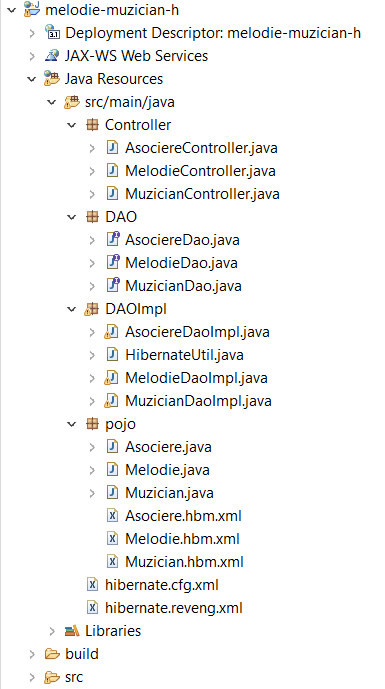 melodie-muzician-h
Deployment Descriptor: melodie-muzician-h
JAX-WS Web Services
Java Resources
src/main/java
Controller
AsociereController.java
MelodieController.java
MuzicianController.java
DAO
AsociereDao.java
MelodieDao.java
MuzicianDao.java
DAOImpl
AsociereDaoImpl.java
HibernateUtil.java
MelodieDaoImpl.java
MuzicianDaoImpl.java
pojo
Asociere.java
Melodie.java
Muzician.java
Asociere.hbm.xml
Melodie.hbm.xml
Muzician.hbm.xml
hibernate.cfg.xml
hibernate.reveng.xml
Libraries
build
src